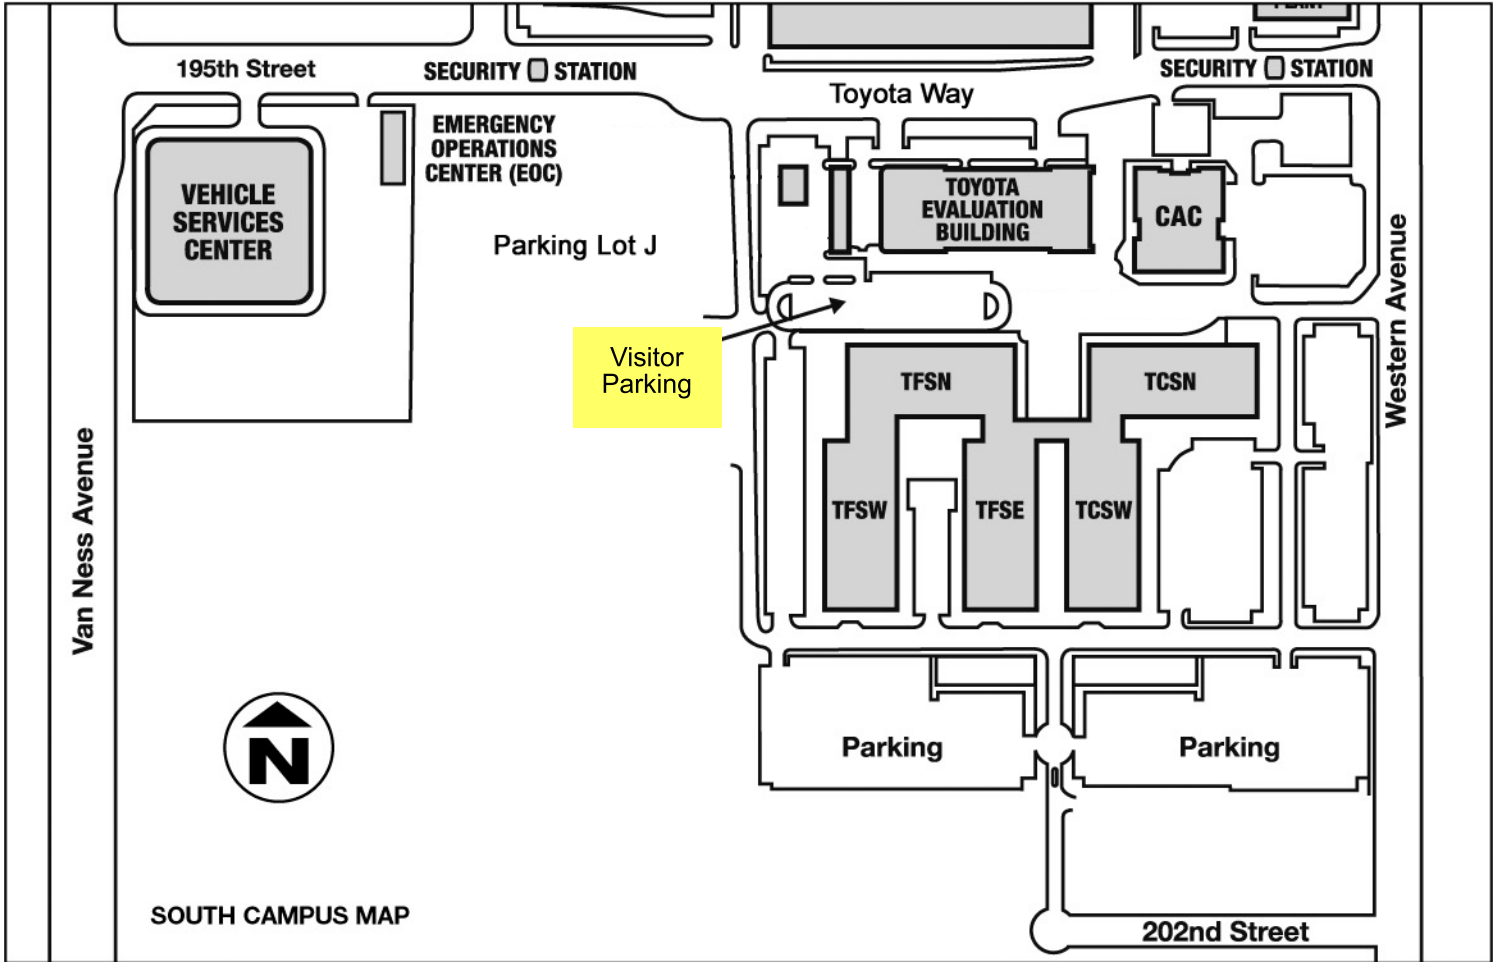 PLANT
195th Street
SECURITY STATION
SECURITY STATION
Toyota Way
EMERGENCY
OPERATIONS
CENTER (EOC)
VEHICLE
SERVICES
CENTER
TOYOTA
EVALUATION
BUILDING
CAC
Parking Lot J
Western Avenue
Visitor
Parking
TFSN
TCSN
TFSW
TFSE
TCSW
Van Ness Avenue
N
Parking
Parking
SOUTH CAMPUS MAP
202nd Street